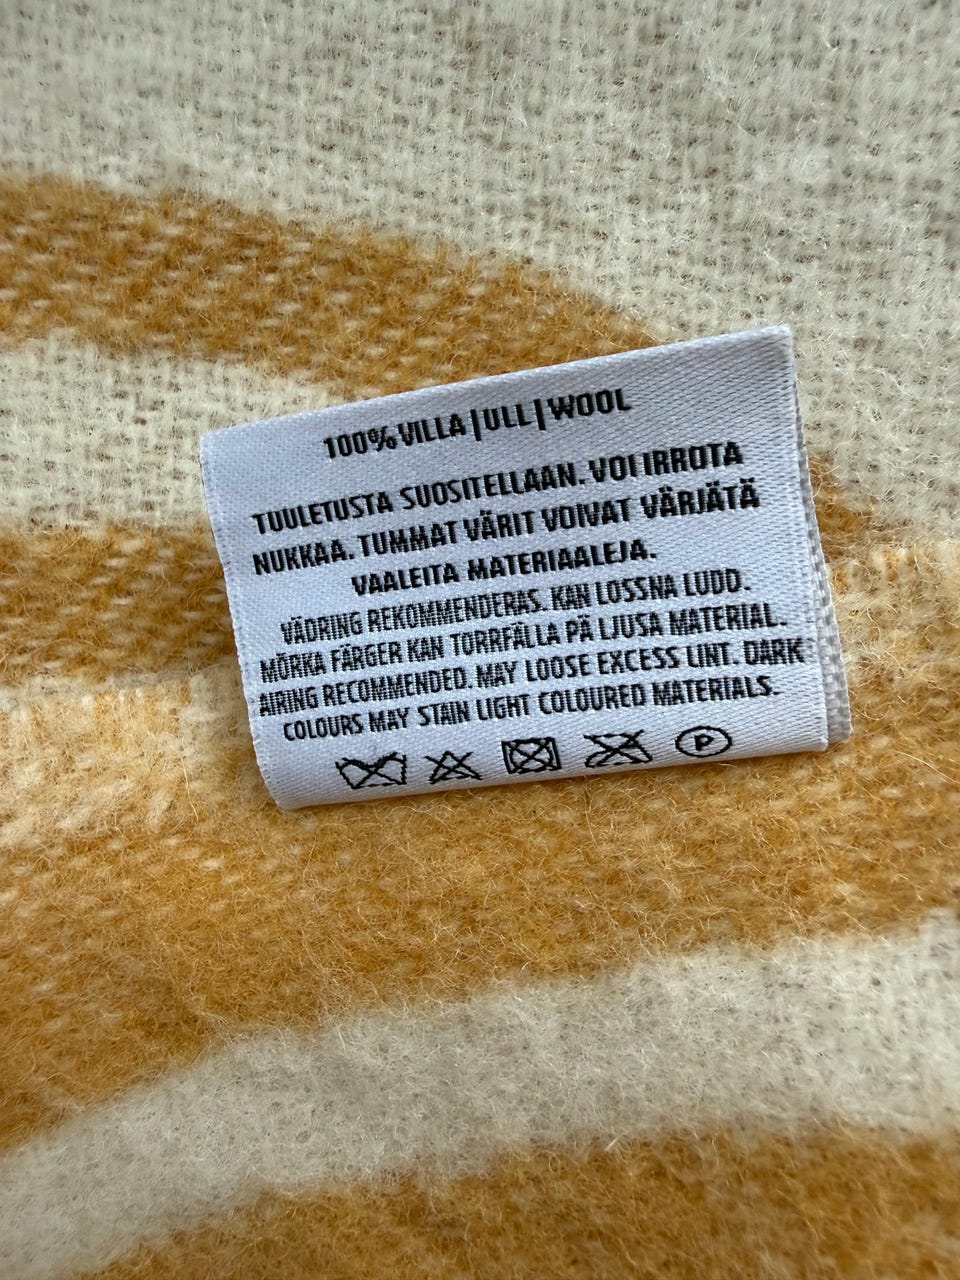 100% VILLA | ULL | WOOL
TUULETUSTA SUOSITELLAAN. VOI IRROTA
NUKKAA. TUMMAT VÄRIT VOIVAT VÄRJÄTÄ
VAALEITA MATERIAALEJA.
VÄDRING REKOMMENDERAS. KAN LOSSNA LUDD.
MÖRKA FÄRGER KAN TORRFÄLLA PÅ LJUSA MATERIAL.
AIRING RECOMMENDED. MAY LOOSE EXCESS LINT. DARK
COLOURS MAY STAIN LIGHT COLOURED MATERIALS.
P